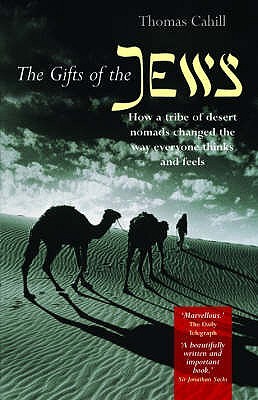 Thomas Cahill
The Gifts of the
JEWS
How a tribe of desert
nomads changed the
way everyone thinks
and feels
'Marvellous.'
The Daily
Telegraph
'A beautifully
written and
important
book.'
Sir Jonathan Sacks